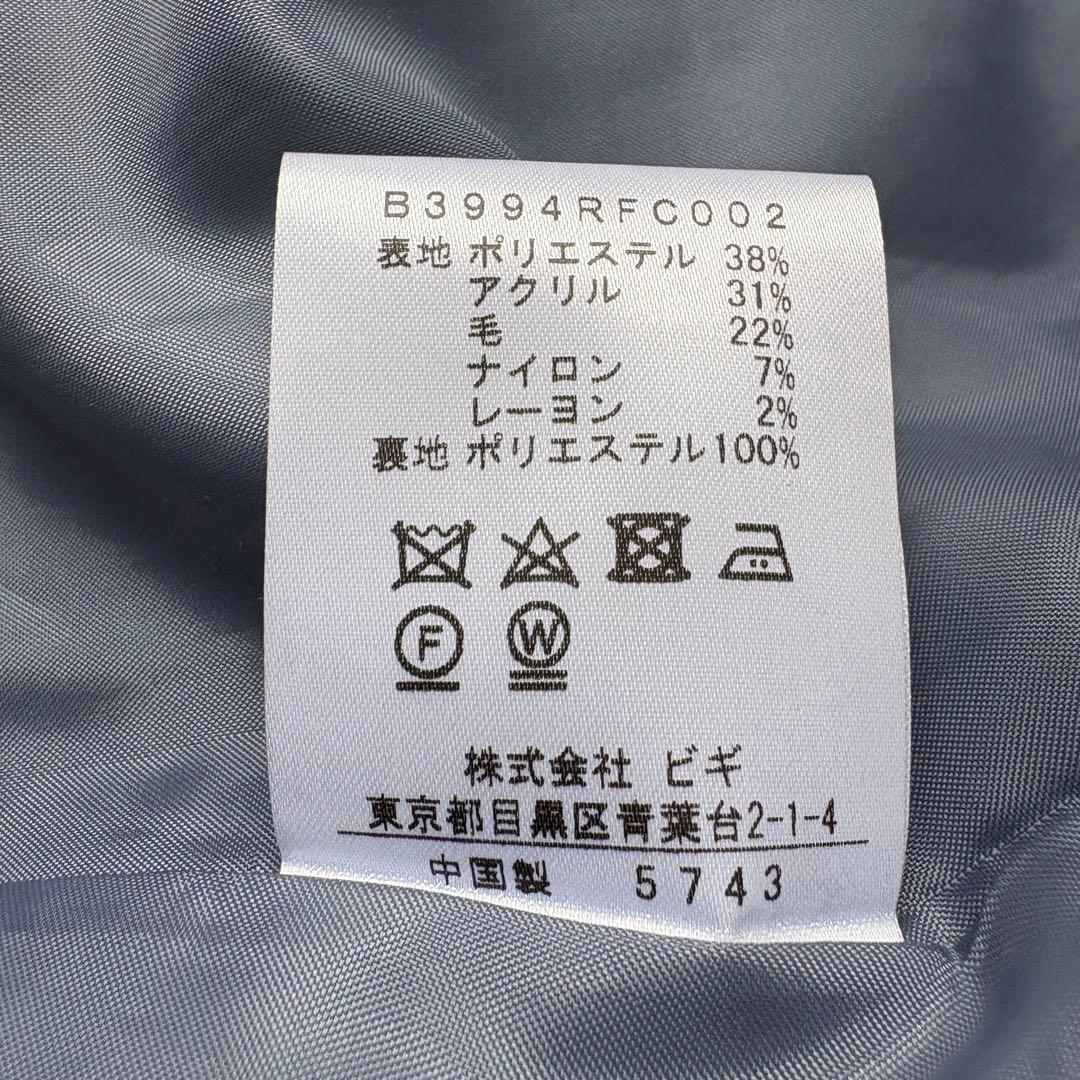 B3994RFC002
表地 ポリエステル 38%
アクリル 31%
毛 22%
ナイロン 7%
レーヨン 2%
裏地 ポリエステル 100%
F W
株式会社 ビギ
東京都目黒区青葉台2-1-4
中国製 5743